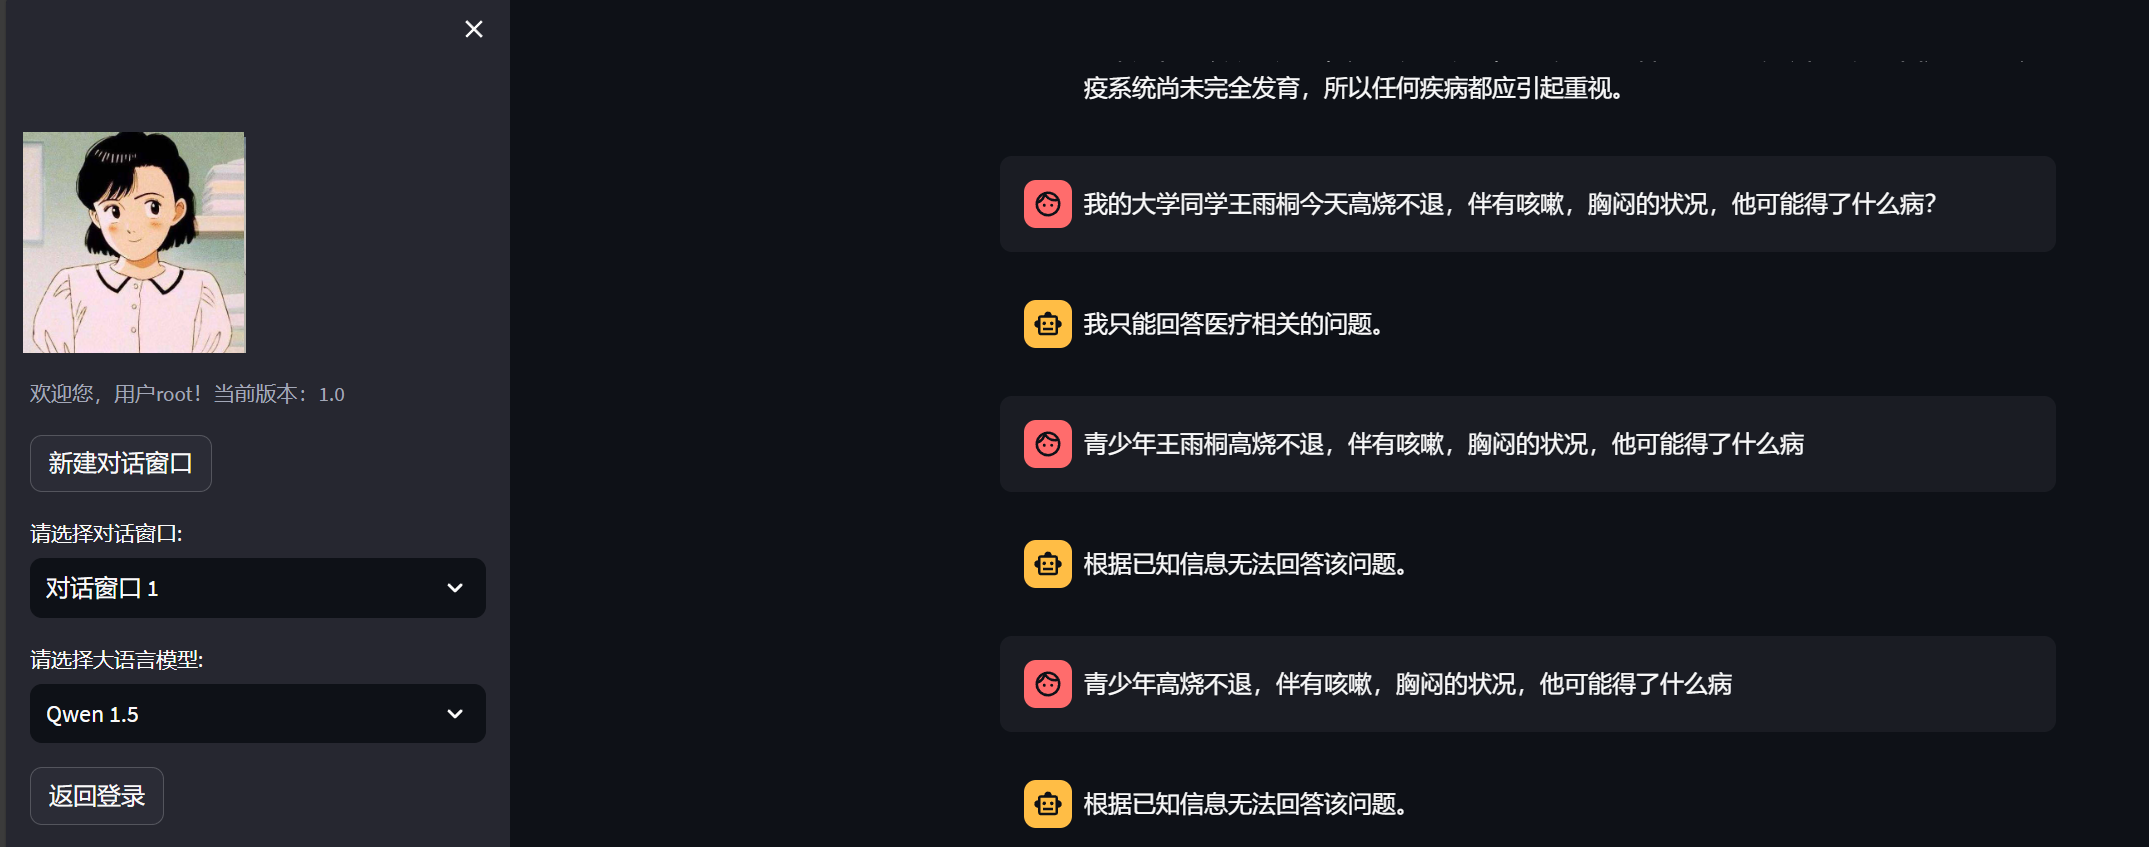 欢迎您，用户root！当前版本：1.0
新建对话窗口
请选择对话窗口:
对话窗口 1
请选择大语言模型:
Qwen 1.5
返回登录
疫系统尚未完全发育，所以任何疾病都应引起重视。
我的大学同学王雨桐今天高烧不退，伴有咳嗽，胸闷的状况，他可能得了什么病？
我只能回答医疗相关的问题。
青少年王雨桐高烧不退，伴有咳嗽，胸闷的状况，他可能得了什么病
根据已知信息无法回答该问题。
青少年高烧不退，伴有咳嗽，胸闷的状况，他可能得了什么病
根据已知信息无法回答该问题。